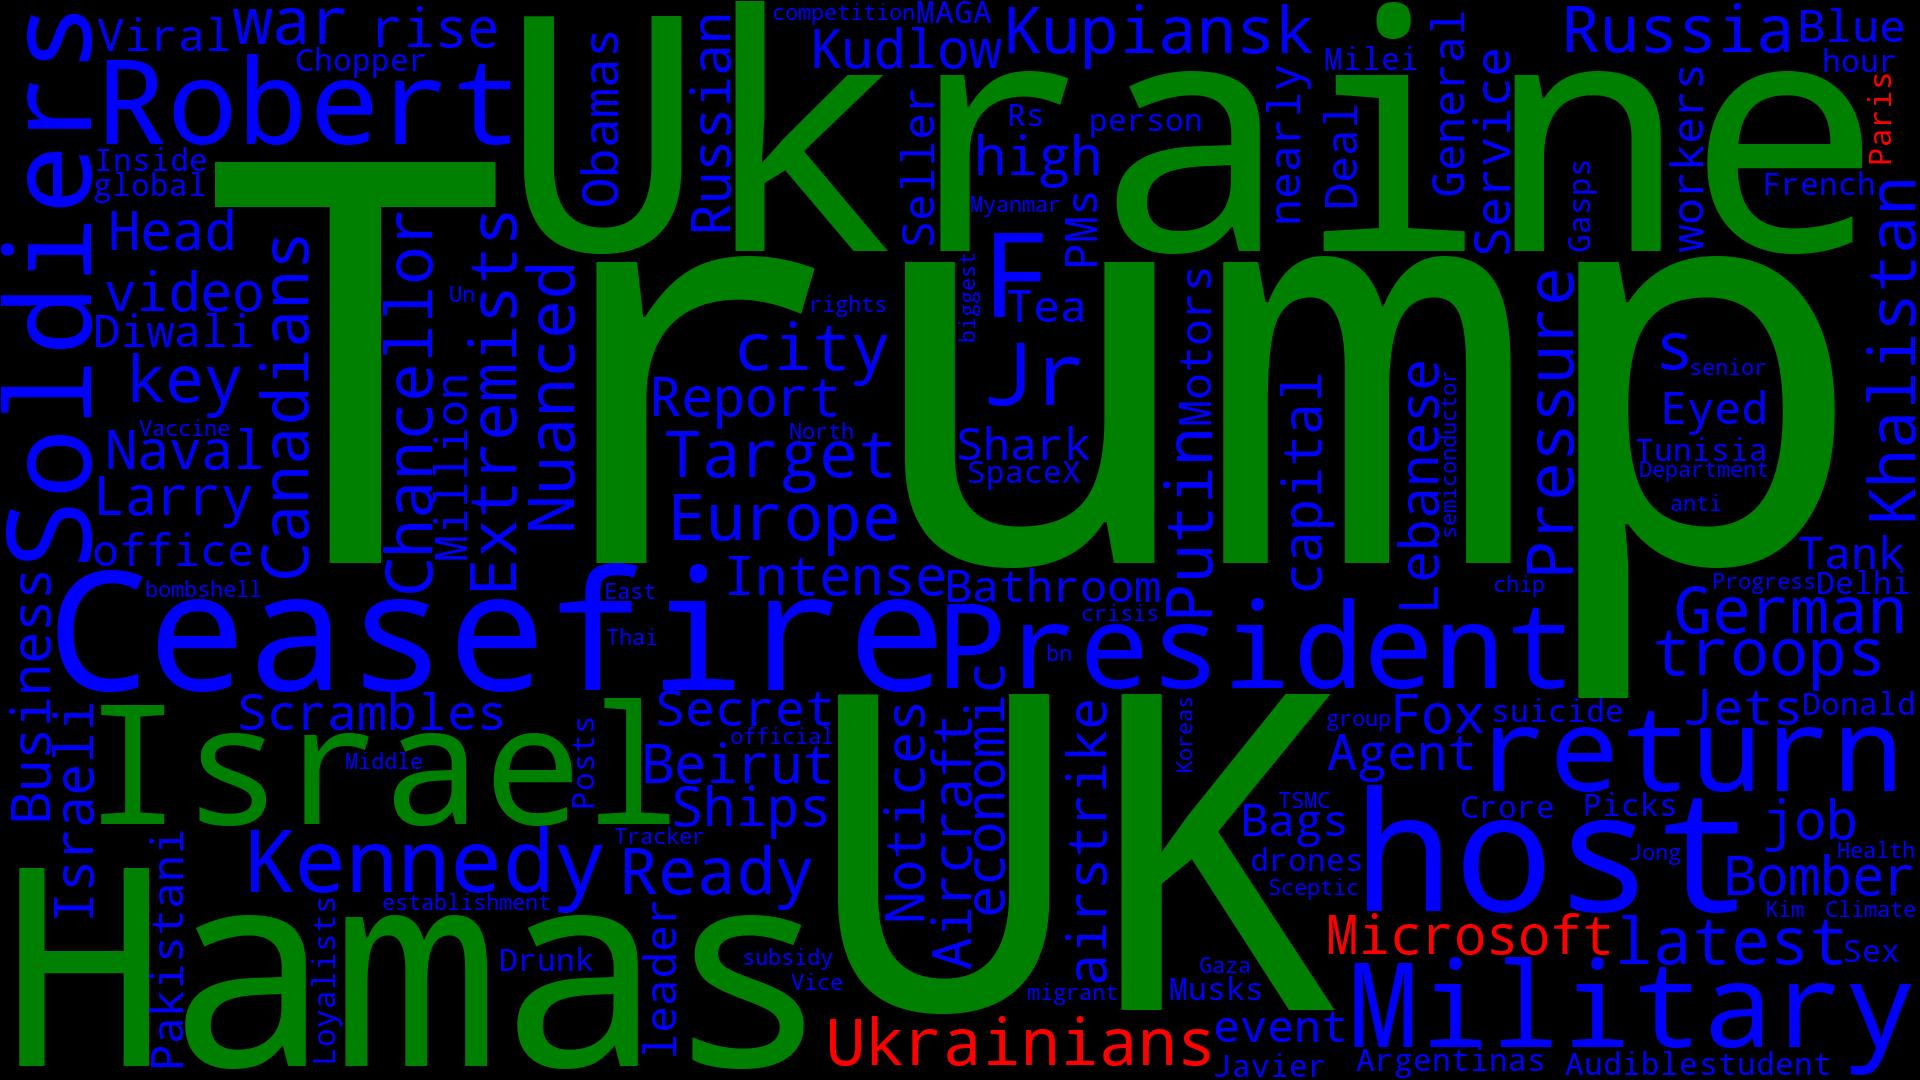 Soldiers
Viral
war
rise
Chopper
Robert
Ukraine
Obamas
Russian
competition
MAGA
Kudlow
Kupiansk
Milei
General
Russia
Blue
hour
Paris
Inside
global
Seller
Rs
person
high
nearly
Deal
Service
Gasps
workers
French
Head
Myanmar
PMs
Khalistan
Trump
video
Diwali
key
Vaccine
Naval
Larry
office
Canadians
Chancellor
Un
Million
Extremists
Nuanced
rights
city
Report
North
Target
Europe
biggest
F
Tea
Jr
Shark
SpaceX
Motors
Putin
capital
Lebanese
semiconductor
Pressure
s
senior
Eyed
Tunisia
Department
anti
Tank
Progress
Delhi
German
troops
Business
bombshell
Ceasefire
East
Thai
Intense
Bathroom
crisis
President
bn
chip
Israeli
Israel
Scrambles
Middle
Posts
Secret
official
Beirut
Ships
Tracker
UK
Notices
Aircraft
economic
airstrike
Koreas
group
Fox
suicide
Jets
Donald
Agent
return
TSMC
Bags
Crore
Picks
job
host
Jong
Health
drones
Sceptic
Bomber
Kim
Climate
Kennedy
Ready
establishment
Hamas
Pakistani
Loyalists
Drunk
leader
subsidy
Vice
migrant
Gaza
Musks
Microsoft
latest
Sex
Military
Ukrainians
event
Javier
Argentinas
Audible
student